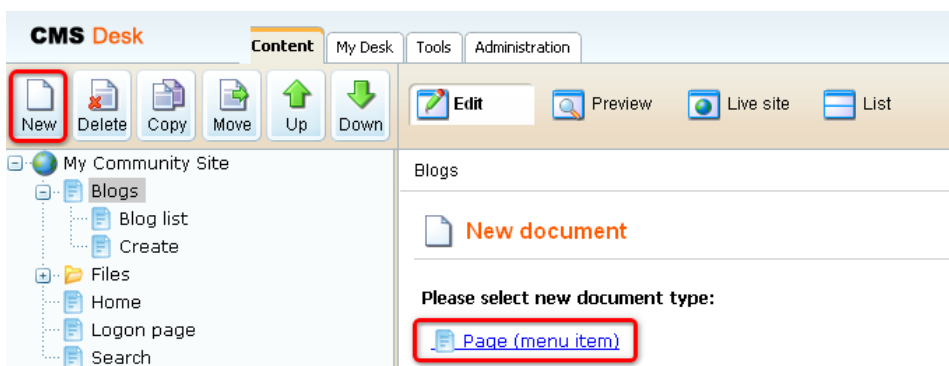 CMS Desk
Content My Desk Tools Administration
New Delete Copy Move Up Down
Edit Preview Live site List
My Community Site
Blogs
Blog list
Create
Files
Home
Logon page
Search
Blogs
New document
Please select new document type:
Page (menu item)